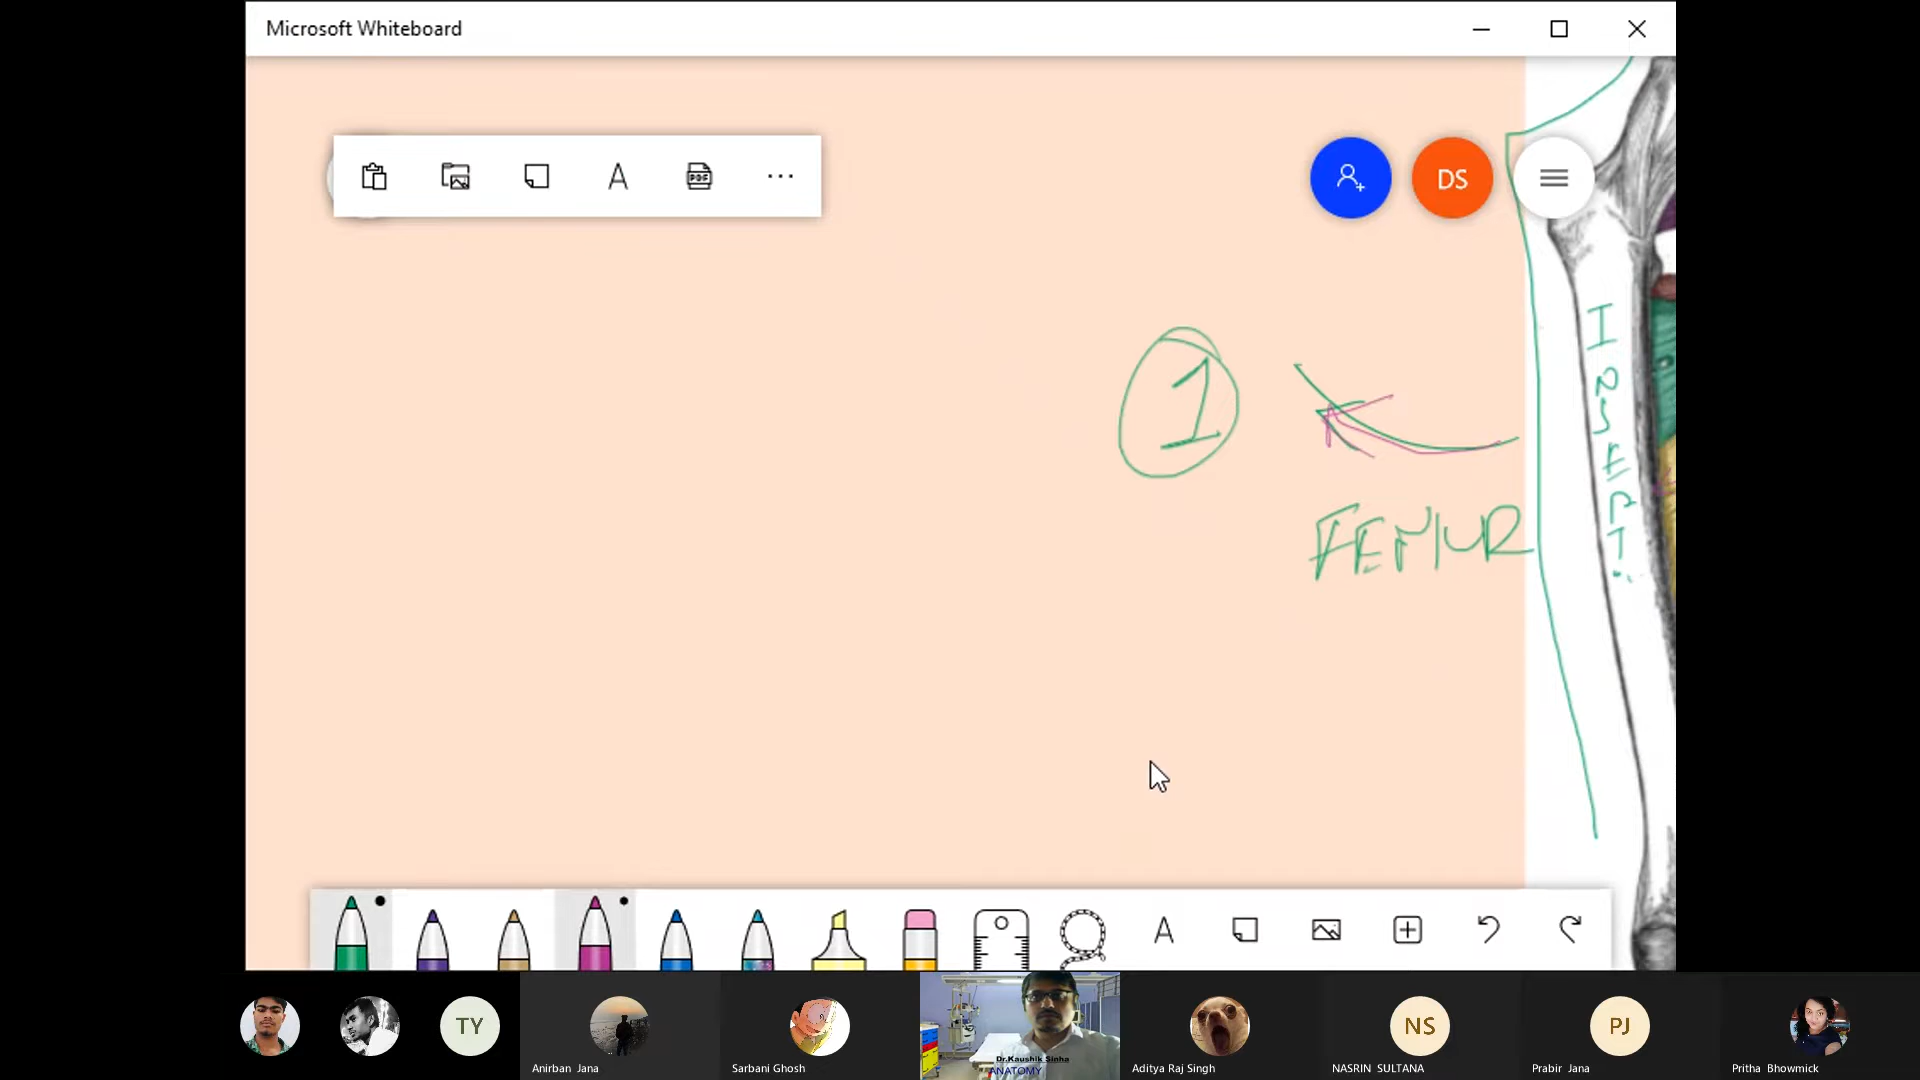 Microsoft Whiteboard
PDF
DS
1
FEMUR
INSERT.
TY
Anirban Jana
Sarbani Ghosh
Dr.Kaushik Sinha
ANATOMY
Aditya Raj Singh
NS
NASRIN SULTANA
PJ
Prabir Jana
Pritha Bhowmick